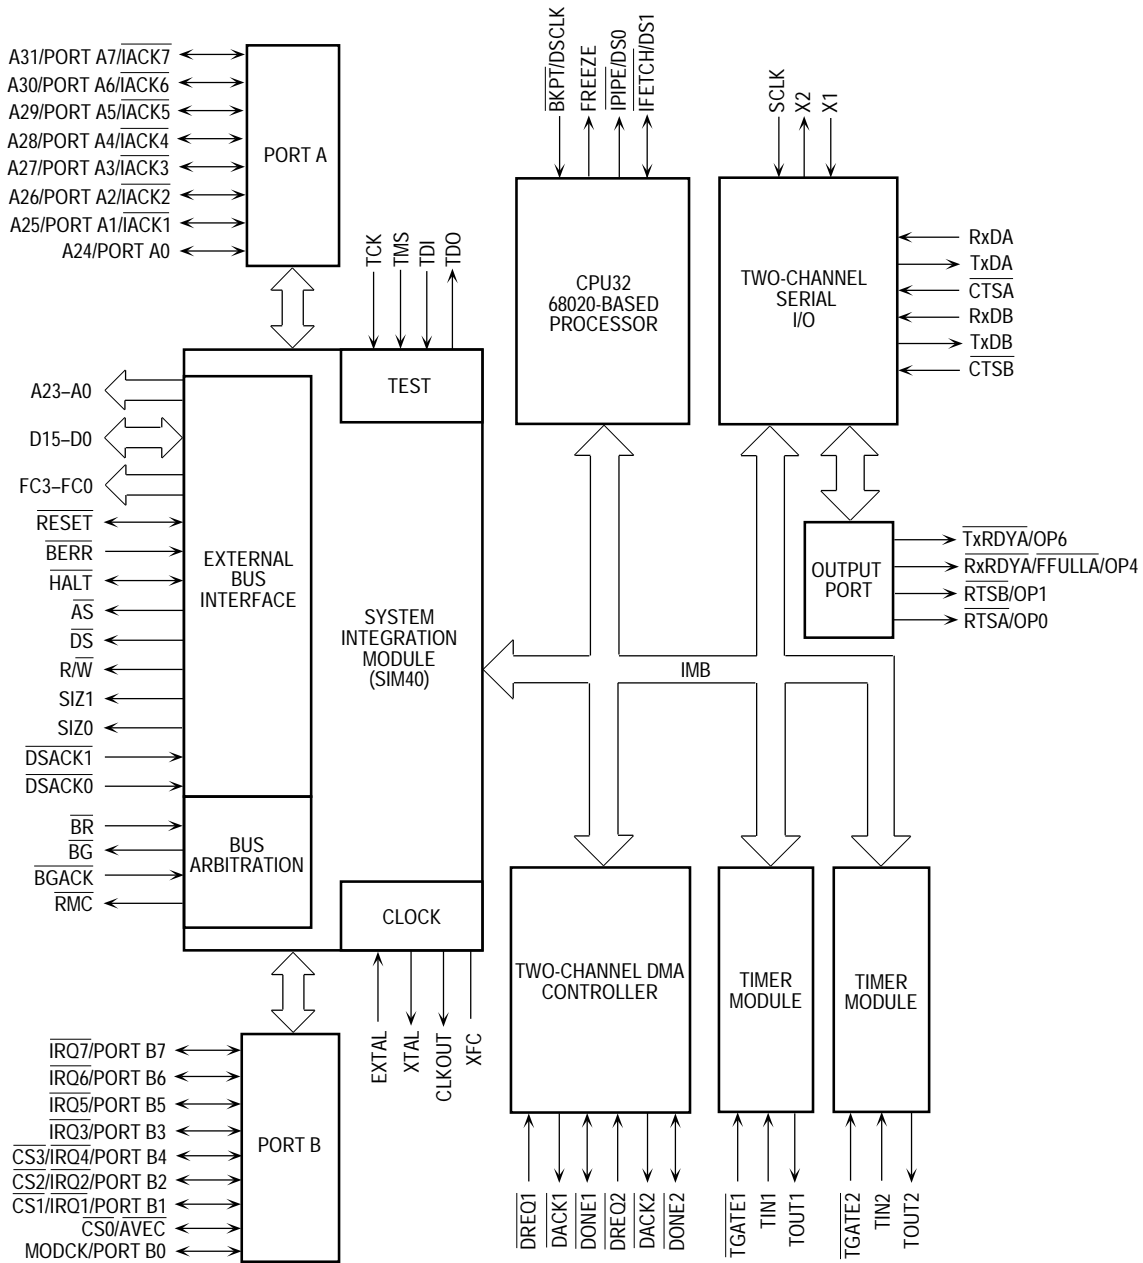 A31/PORT A7/IACK7
A30/PORT A6/IACK6
A29/PORT A5/IACK5
A28/PORT A4/IACK4
A27/PORT A3/IACK3
A26/PORT A2/IACK2
A25/PORT A1/IACK1
A24/PORT A0
PORT A
BKPT/DSCLK
FREEZE
IPIPE/DS0
IFETCH/DS1
SCLK
X2
X1
TCK
TMS
TDI
TDO
TEST
CPU32
68020-BASED
PROCESSOR
TWO-CHANNEL
SERIAL
I/O
RxDA
TxDA
CTSA
RxDB
TxDB
CTSB
A23–A0
D15–D0
FC3–FC0
RESET
BERR
HALT
AS
DS
R/W
SIZ1
SIZ0
DSACK1
DSACK0
EXTERNAL
BUS
INTERFACE
SYSTEM
INTEGRATION
MODULE
(SIM40)
OUTPUT
PORT
TxRDYA/OP6
RxRDYA/FFULLA/OP4
RTSB/OP1
RTSA/OP0
IMB
BR
BG
BGACK
RMC
BUS
ARBITRATION
CLOCK
EXTAL
XTAL
CLKOUT
XFC
TWO-CHANNEL DMA
CONTROLLER
TIMER
MODULE
TIMER
MODULE
IRQ7/PORT B7
IRQ6/PORT B6
IRQ5/PORT B5
IRQ3/PORT B3
CS3/IRQ4/PORT B4
CS2/IRQ2/PORT B2
CS1/IRQ1/PORT B1
CS0/AVEC
MODCK/PORT B0
PORT B
DREQ1
DACK1
DONE1
DREQ2
DACK2
DONE2
TGATE1
TIN1
TOUT1
TGATE2
TIN2
TOUT2